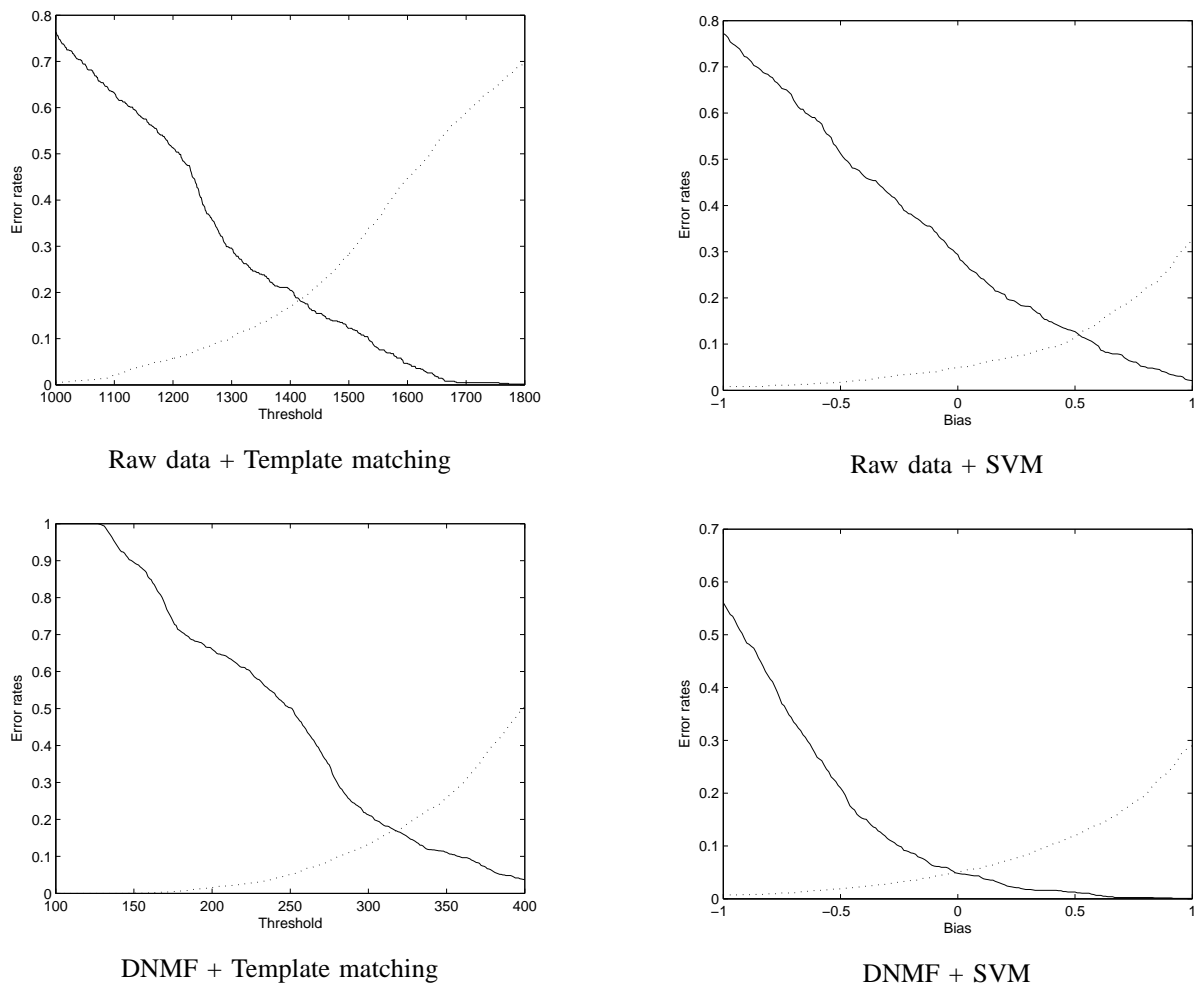 0.8
0.7
0.6
0.5
0.4
0.3
0.2
0.1
0
Error rates
1000 1100 1200 1300 1400 1500 1600 1700 1800
Threshold
Raw data + Template matching
0.8
0.7
0.6
0.5
0.4
0.3
0.2
0.1
0
Error rates
−1 −0.5 0 0.5 1
Bias
Raw data + SVM
1
0.9
0.8
0.7
0.6
0.5
0.4
0.3
0.2
0.1
0
Error rates
100 150 200 250 300 350 400
Threshold
DNMF + Template matching
0.7
0.6
0.5
0.4
0.3
0.2
0.1
0
Error rates
−1 −0.5 0 0.5 1
Bias
DNMF + SVM